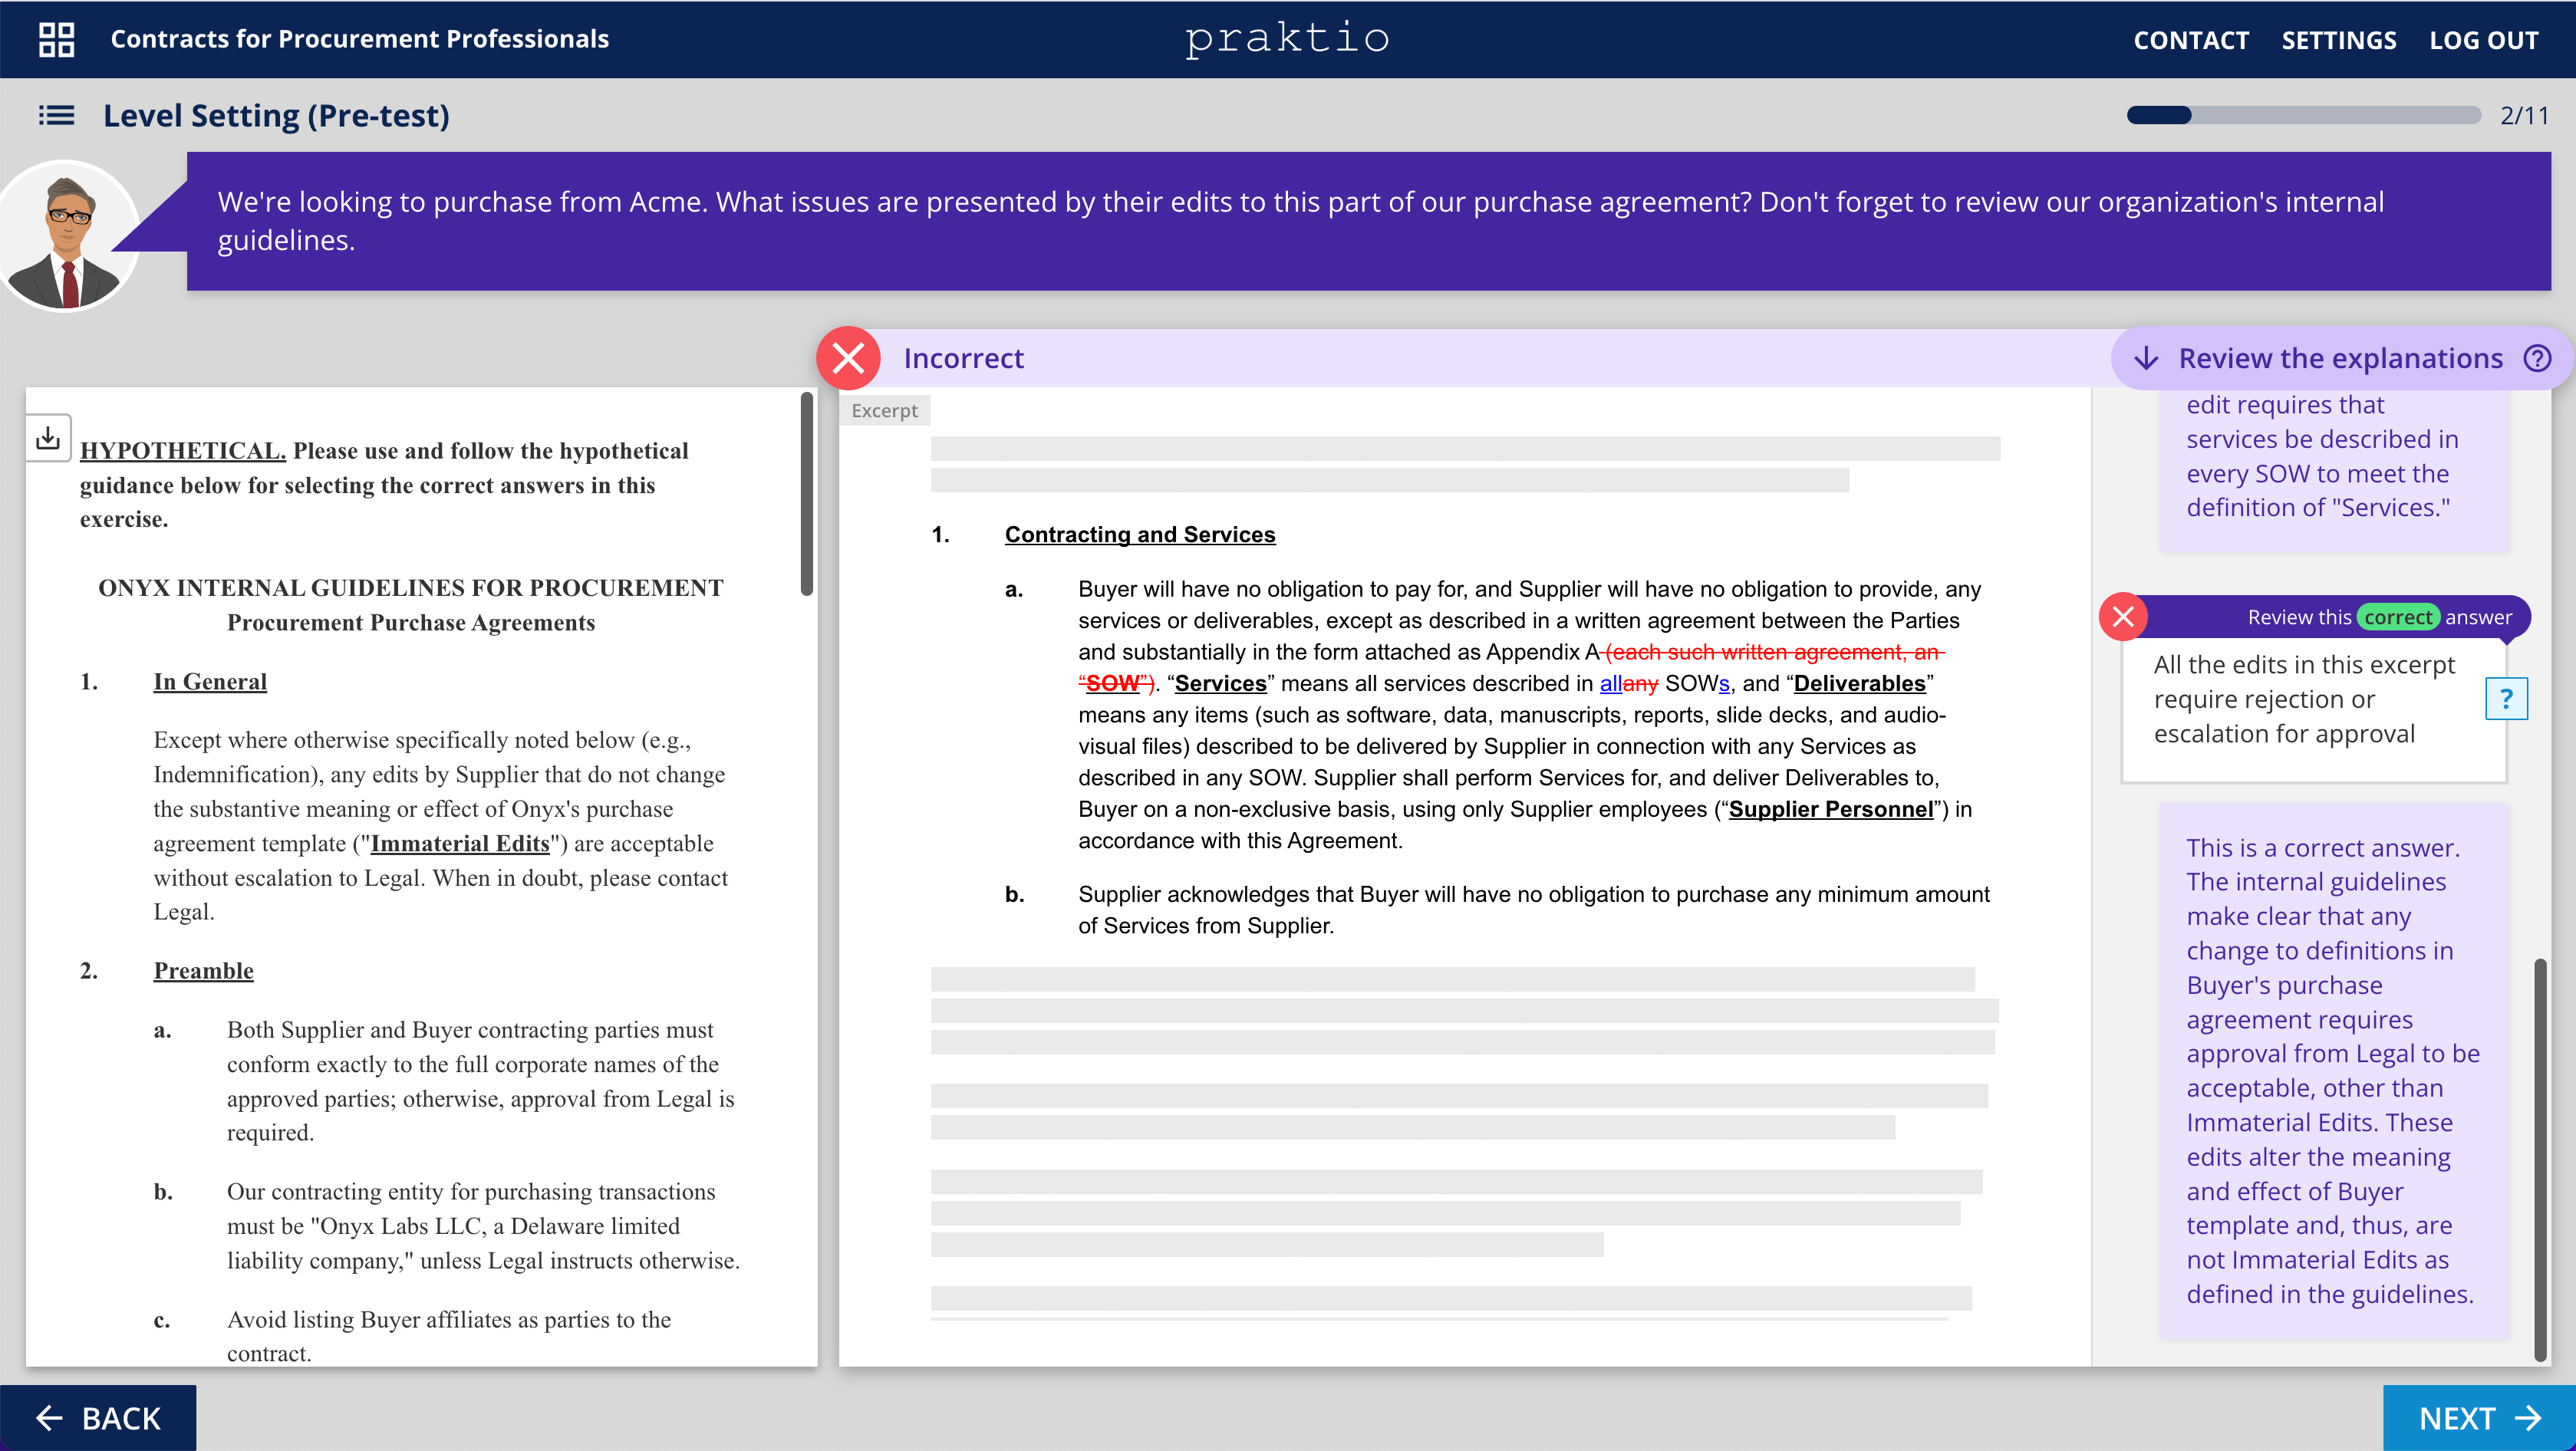 Contracts for Procurement Professionals
praktio
CONTACT SETTINGS LOG OUT
Level Setting (Pre-test)
2/11
We're looking to purchase from Acme. What issues are presented by their edits to this part of our purchase agreement? Don't forget to review our organization's internal
guidelines.
HYPOTHETICAL. Please use and follow the hypothetical
guidance below for selecting the correct answers in this
exercise.
ONYX INTERNAL GUIDELINES FOR PROCUREMENT
Procurement Purchase Agreements
1. In General
Except where otherwise specifically noted below (e.g.,
Indemnification), any edits by Supplier that do not change
the substantive meaning or effect of Onyx's purchase
agreement template ("Immaterial Edits") are acceptable
without escalation to Legal. When in doubt, please contact
Legal.
2. Preamble
a. Both Supplier and Buyer contracting parties must
conform exactly to the full corporate names of the
approved parties; otherwise, approval from Legal is
required.
b. Our contracting entity for purchasing transactions
must be "Onyx Labs LLC, a Delaware limited
liability company," unless Legal instructs otherwise.
c. Avoid listing Buyer affiliates as parties to the
contract.
Incorrect
Review the explanations ?
Excerpt
1. Contracting and Services
a. Buyer will have no obligation to pay for, and Supplier will have no obligation to provide, any
services or deliverables, except as described in a written agreement between the Parties
and substantially in the form attached as Appendix A (each such written agreement, an
“SOW”). “Services” means all services described in allany SOWs, and “Deliverables”
means any items (such as software, data, manuscripts, reports, slide decks, and audio-
visual files) described to be delivered by Supplier in connection with any Services as
described in any SOW. Supplier shall perform Services for, and deliver Deliverables to,
Buyer on a non-exclusive basis, using only Supplier employees (“Supplier Personnel”) in
accordance with this Agreement.
b. Supplier acknowledges that Buyer will have no obligation to purchase any minimum amount
of Services from Supplier.
edit requires that
services be described in
every SOW to meet the
definition of "Services."
Review this correct answer
All the edits in this excerpt
require rejection or
escalation for approval
?
This is a correct answer.
The internal guidelines
make clear that any
change to definitions in
Buyer's purchase
agreement requires
approval from Legal to be
acceptable, other than
Immaterial Edits. These
edits alter the meaning
and effect of Buyer
template and, thus, are
not Immaterial Edits as
defined in the guidelines.
BACK
NEXT